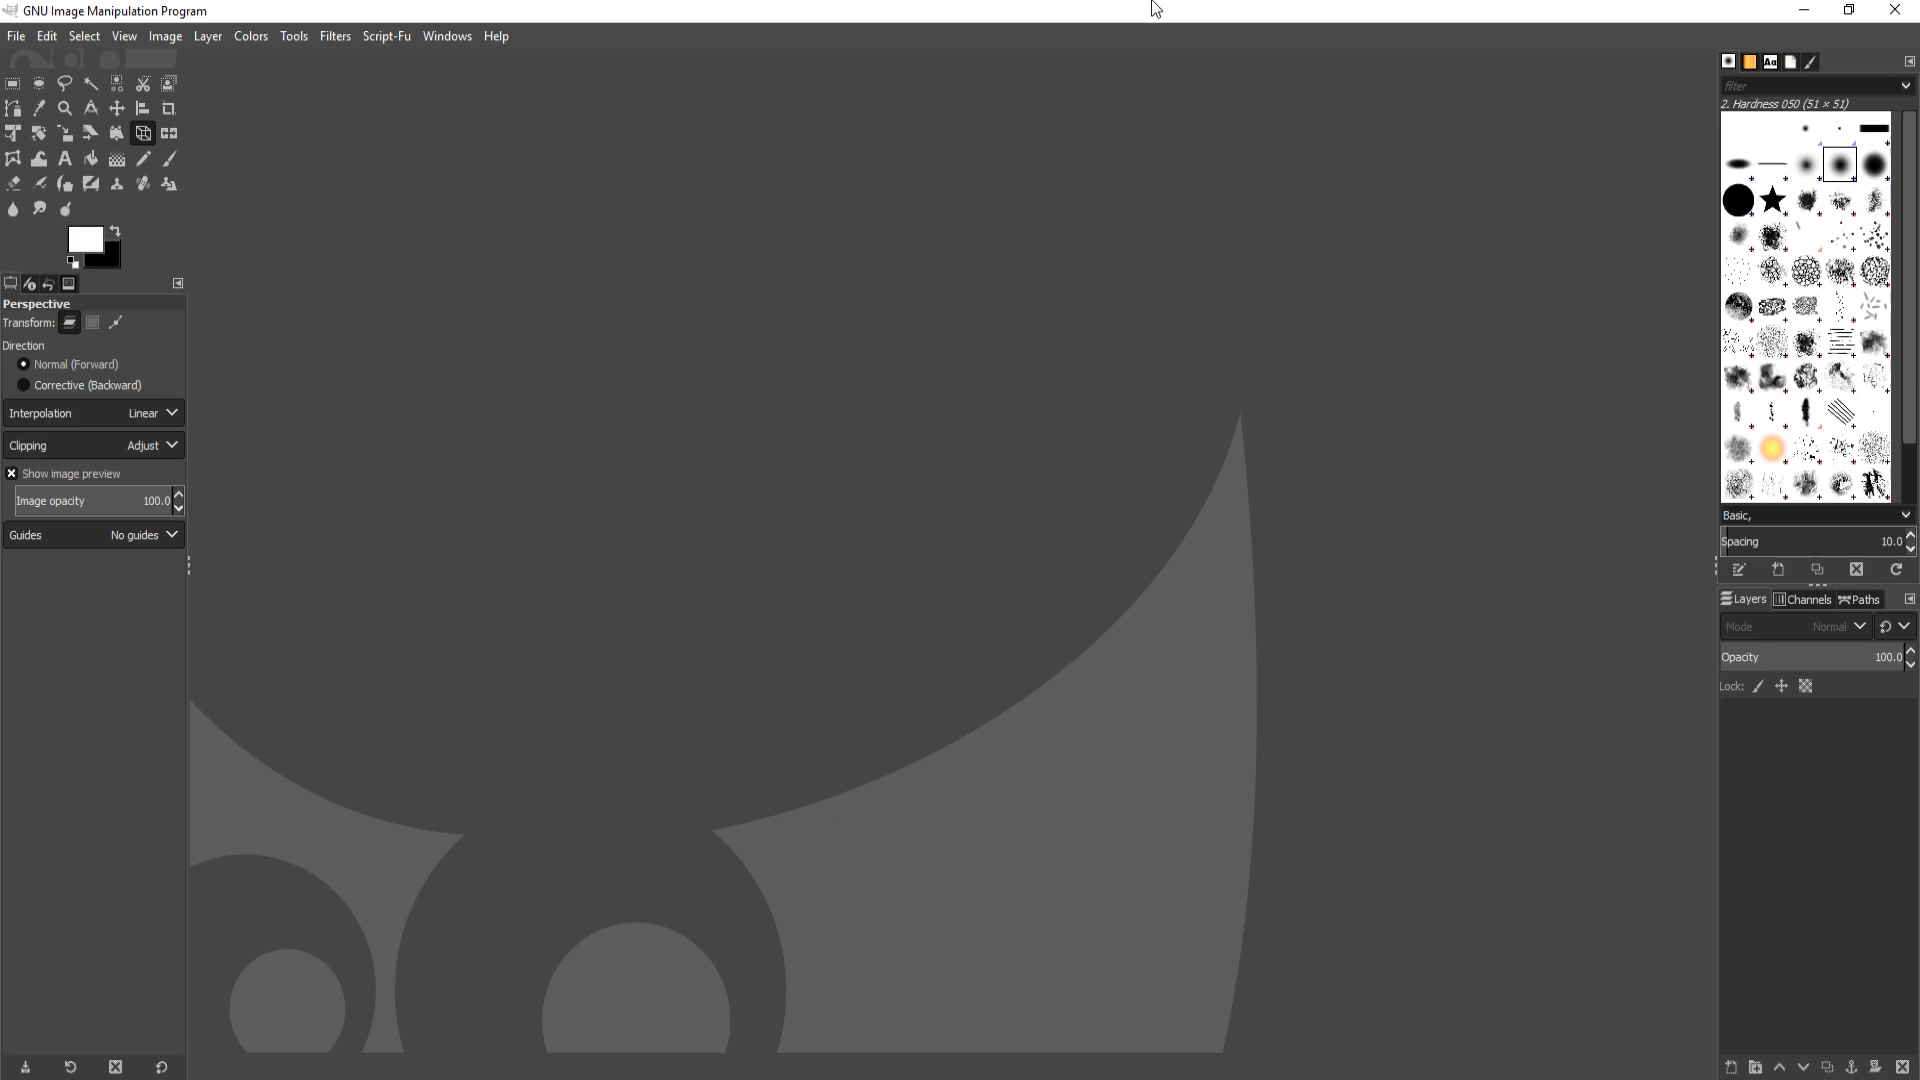 GNU Image Manipulation Program
File Edit Select View Image Layer Colors Tools Filters Script-Fu Windows Help
Perspective
Transform:
Direction
Normal (Forward)
Corrective (Backward)
Interpolation Linear
Clipping Adjust
Show image preview
Image opacity 100.0
Guides No guides
Aa
filter
2. Hardness 050 (51 × 51)
Basic,
Spacing 10.0
Layers Channels Paths
Mode Normal
Opacity 100.0
Lock: